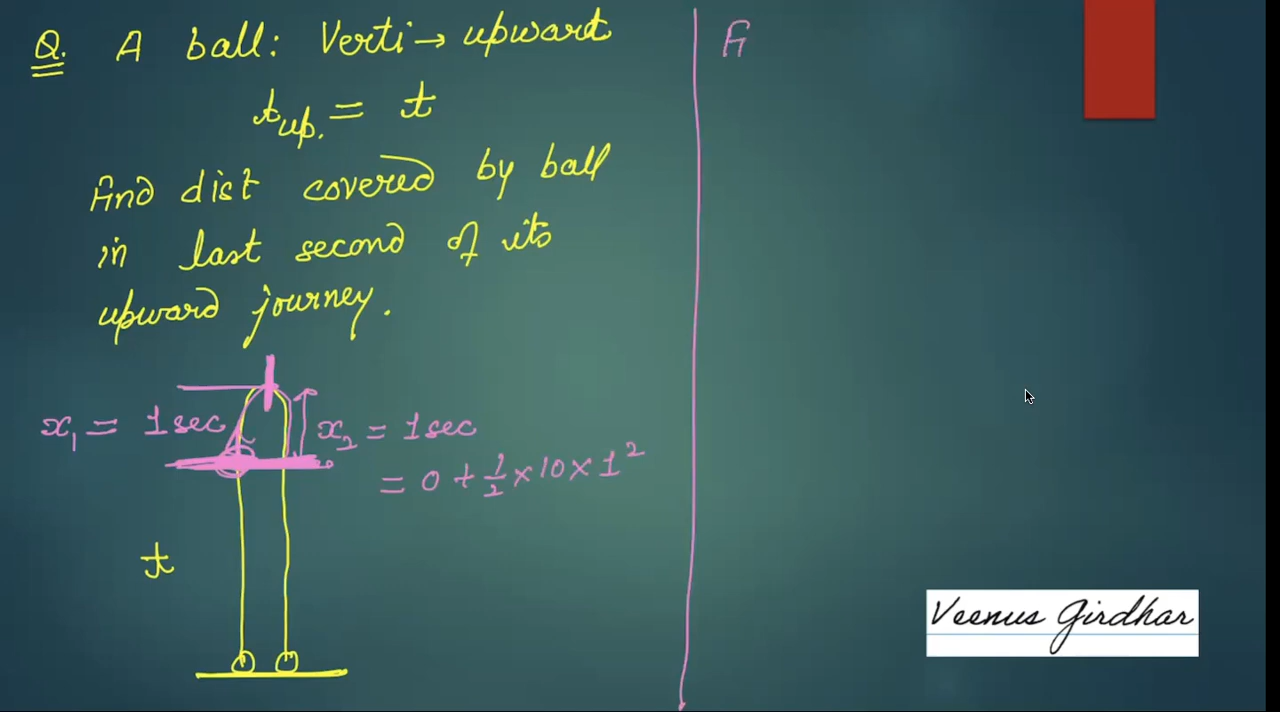 Q. A ball: Verti → upward
t_up. = t
Find dist covered by ball
in last second of its
upward journey.
x₁ = 1 sec
x₂ = 1 sec
= 0 + 1/2 × 10 × 1²
t
Veenus Girdhar